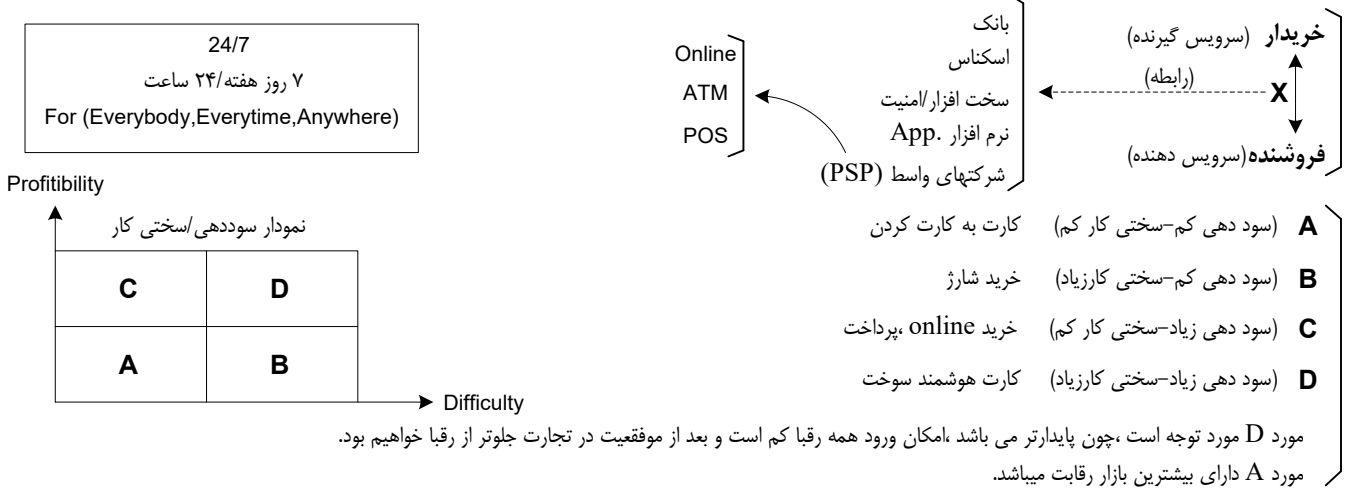 خریدار (سرویس گیرنده)
(رابطه)
X
فروشنده(سرویس دهنده)
بانک
اسکناس
سخت افزار/امنیت
نرم افزار .App
شرکتهای واسط (PSP)
Online
ATM
POS
24/7
۷ روز هفته/۲۴ ساعت
For (Everybody,Everytime,Anywhere)
A (سود دهی کم-سختی کار کم) کارت به کارت کردن
B (سود دهی کم-سختی کارزیاد) خرید شارژ
C (سود دهی زیاد-سختی کار کم) خرید online ،پرداخت
D (سود دهی زیاد-سختی کارزیاد) کارت هوشمند سوخت
Profitibility
نمودار سوددهی/سختی کار
C D
A B
Difficulty
مورد D مورد توجه است ،چون پایدارتر می باشد ،امکان ورود همه رقبا کم است و بعد از موفقعیت در تجارت جلوتر از رقبا خواهیم بود.
مورد A دارای بیشترین بازار رقابت میباشد.